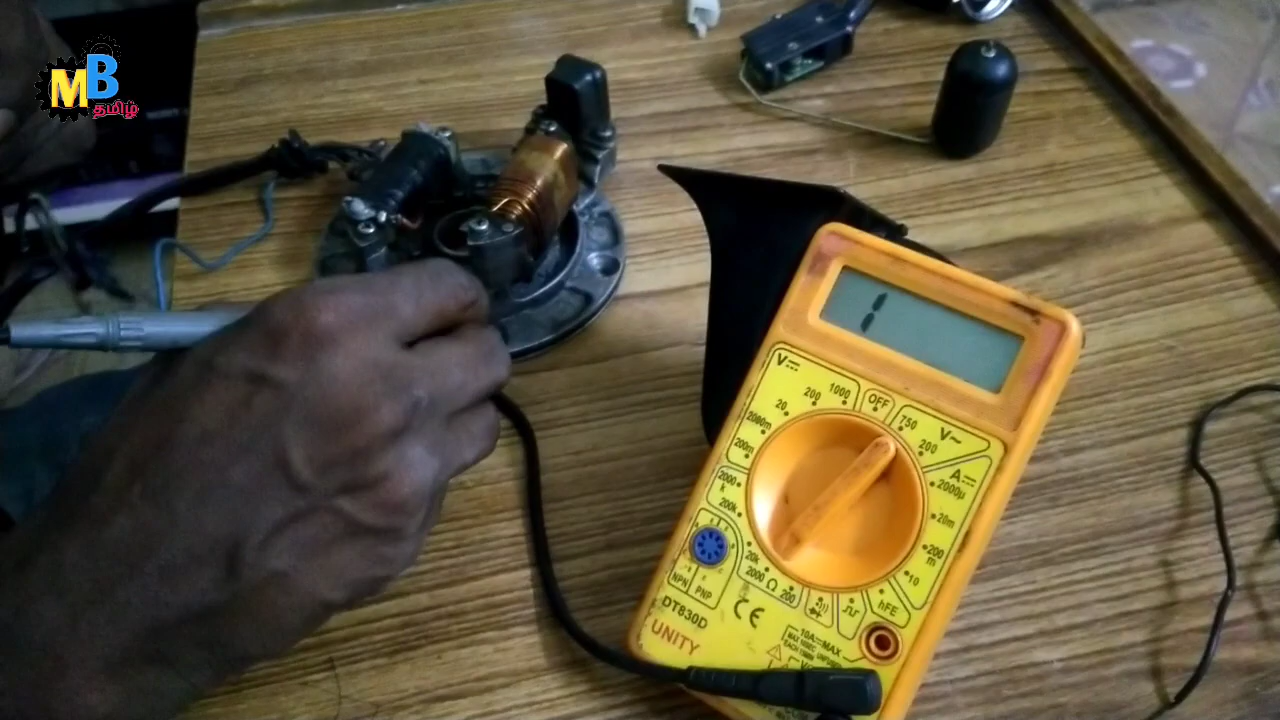 MB
தமிழ்
1
V⎓
OFF
1000
200
20
2000m
200m
750
200
V~
A⎓
2000µ
20m
200
m
10
2000
k
200k
20k
2000
Ω
200
hFE
NPN
PNP
CE
DT830D
UNITY
10A⎓MAX